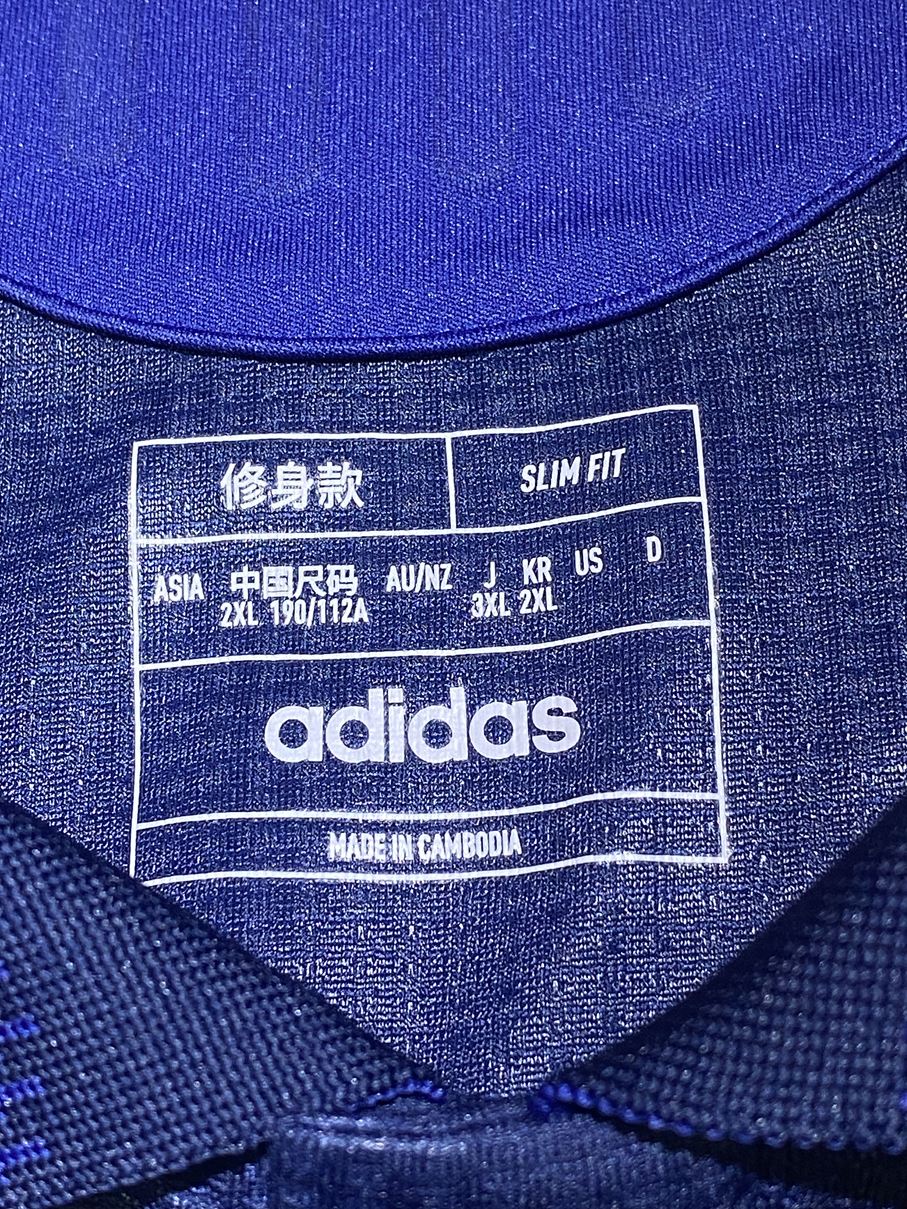 修身款 SLIM FIT
ASIA 中国尺码 AU/NZ J KR US D
2XL 190/112A 3XL 2XL
adidas
MADE IN CAMBODIA